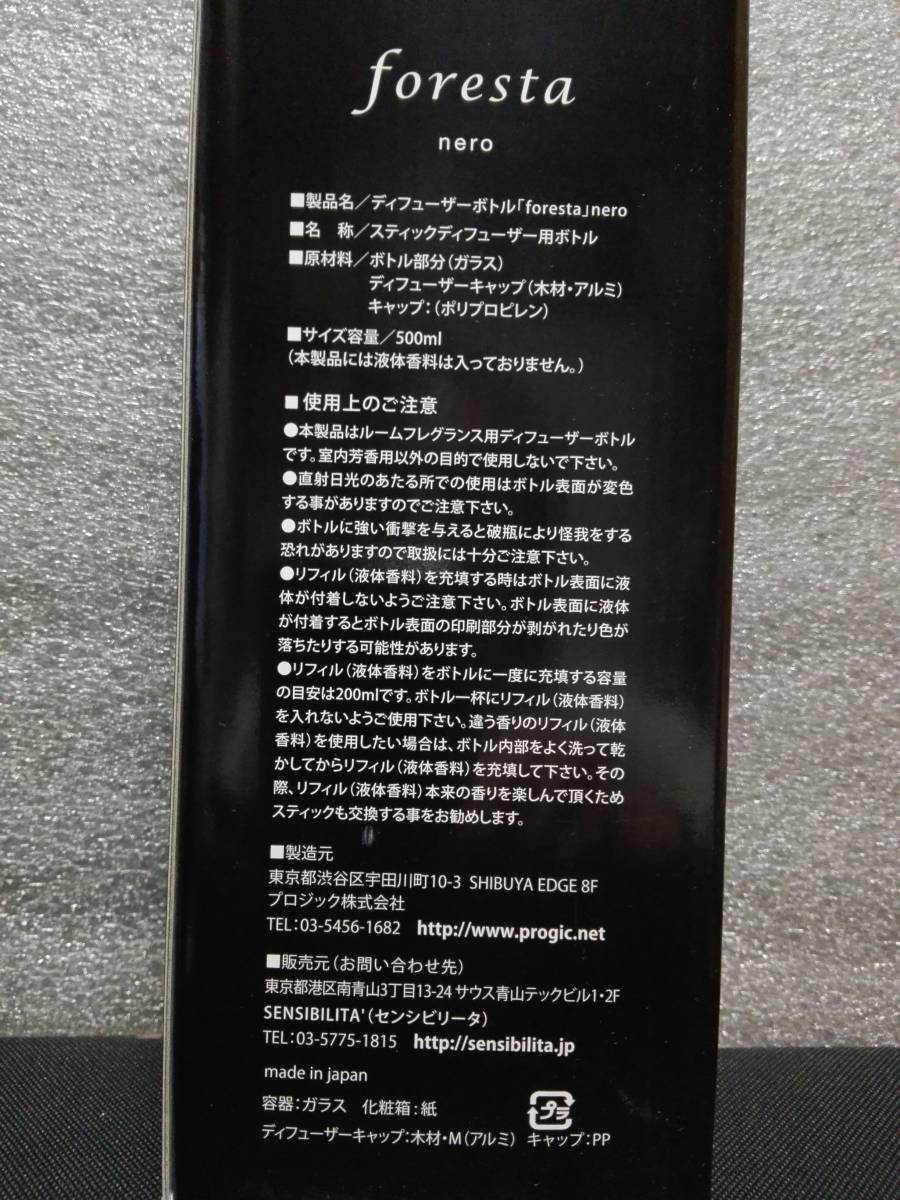 foresta
nero
■製品名／ディフューザーボトル「foresta」nero
■名　称／スティックディフューザー用ボトル
■原材料／ボトル部分（ガラス）
ディフューザーキャップ（木材・アルミ）
キャップ：（ポリプロピレン）
■サイズ容量／500ml
（本製品には液体香料は入っておりません。）
■ 使用上のご注意
●本製品はルームフレグランス用ディフューザーボトル
です。室内芳香用以外の目的で使用しないで下さい。
●直射日光のあたる所での使用はボトル表面が変色
する事がありますのでご注意下さい。
●ボトルに強い衝撃を与えると破瓶により怪我をする
恐れがありますので取扱には十分ご注意下さい。
●リフィル（液体香料）を充填する時はボトル表面に液
体が付着しないようご注意下さい。ボトル表面に液体
が付着するとボトル表面の印刷部分が剥がれたり色が
落ちたりする可能性があります。
●リフィル（液体香料）をボトルに一度に充填する容量
の目安は200mlです。ボトル一杯にリフィル（液体香料）
を入れないようご使用下さい。違う香りのリフィル（液体
香料）を使用したい場合は、ボトル内部をよく洗って乾
かしてからリフィル（液体香料）を充填して下さい。その
際、リフィル（液体香料）本来の香りを楽しんで頂くため
スティックも交換する事をお勧めします。
■製造元
東京都渋谷区宇田川町10-3 SHIBUYA EDGE 8F
プロジック株式会社
TEL：03-5456-1682 http://www.progic.net
■販売元（お問い合わせ先）
東京都港区南青山3丁目13-24 サウス青山テックビル1・2F
SENSIBILITA'（センシビリータ）
TEL：03-5775-1815 http://sensibilita.jp
made in japan
容器：ガラス　化粧箱：紙
プラ
ディフューザーキャップ：木材・M（アルミ）　キャップ：PP